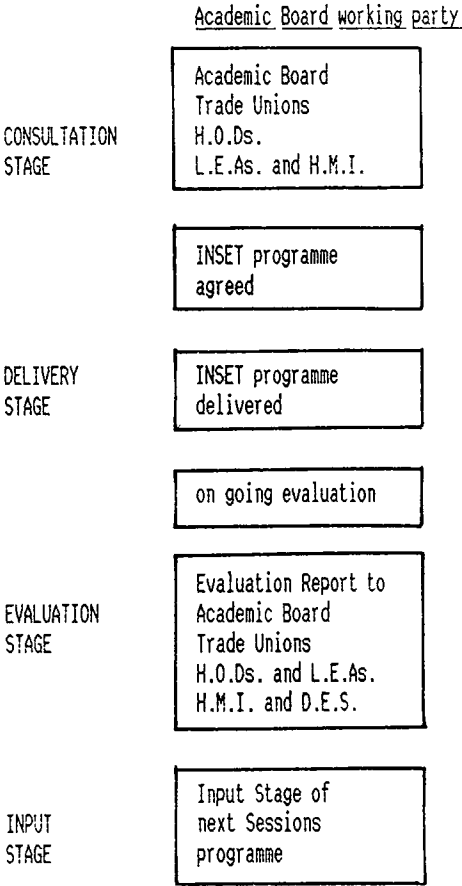 Academic Board working party
Academic Board
Trade Unions
CONSULTATION H.O.Ds.
STAGE L.E.As. and H.M.I.
INSET programme
agreed
DELIVERY INSET programme
STAGE delivered
on going evaluation
Evaluation Report to
EVALUATION Academic Board
STAGE Trade Unions
H.O.Ds. and L.E.As.
H.M.I. and D.E.S.
Input Stage of
INPUT next Sessions
STAGE programme